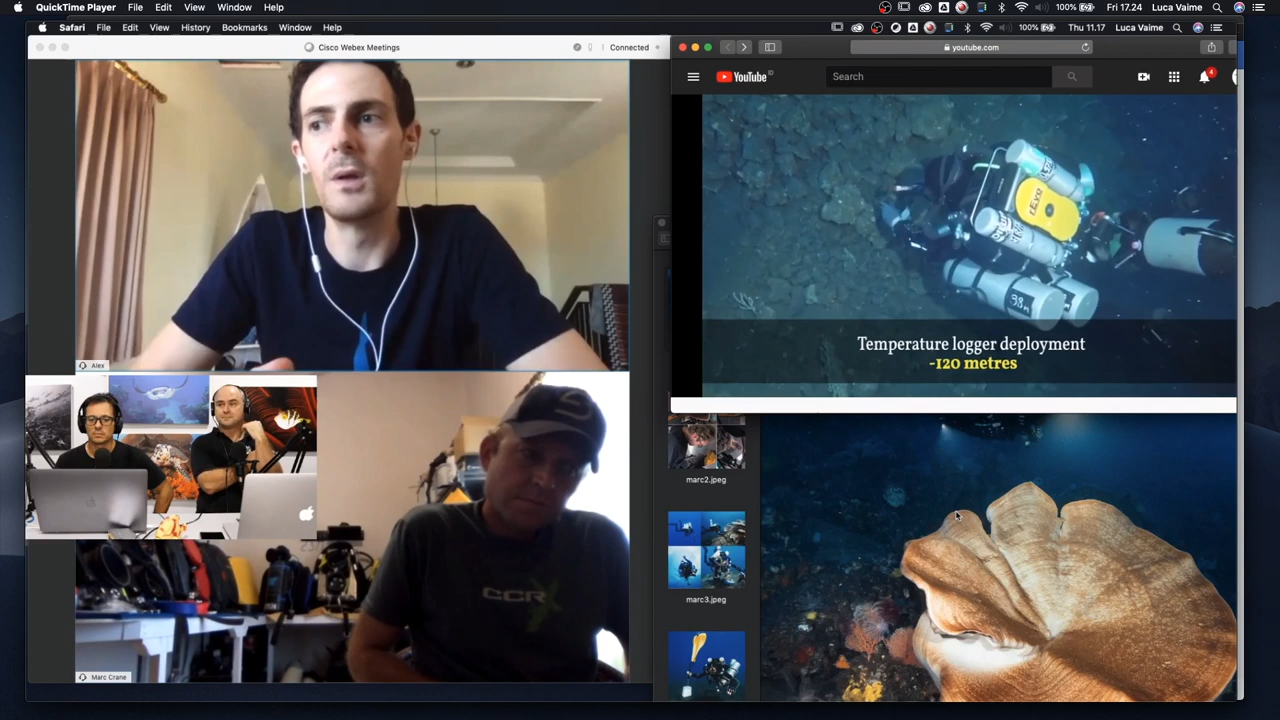 QuickTime Player File Edit View Window Help 100% Fri 17.24 Luca Vaime
Safari File Edit View History Bookmarks Window Help 100% Thu 11.17 Luca Vaime
Cisco Webex Meetings Connected
youtube.com
YouTube Search 4
Temperature logger deployment
-120 metres
Alex
CCR
Marc Crane
marc2.jpeg
marc3.jpeg